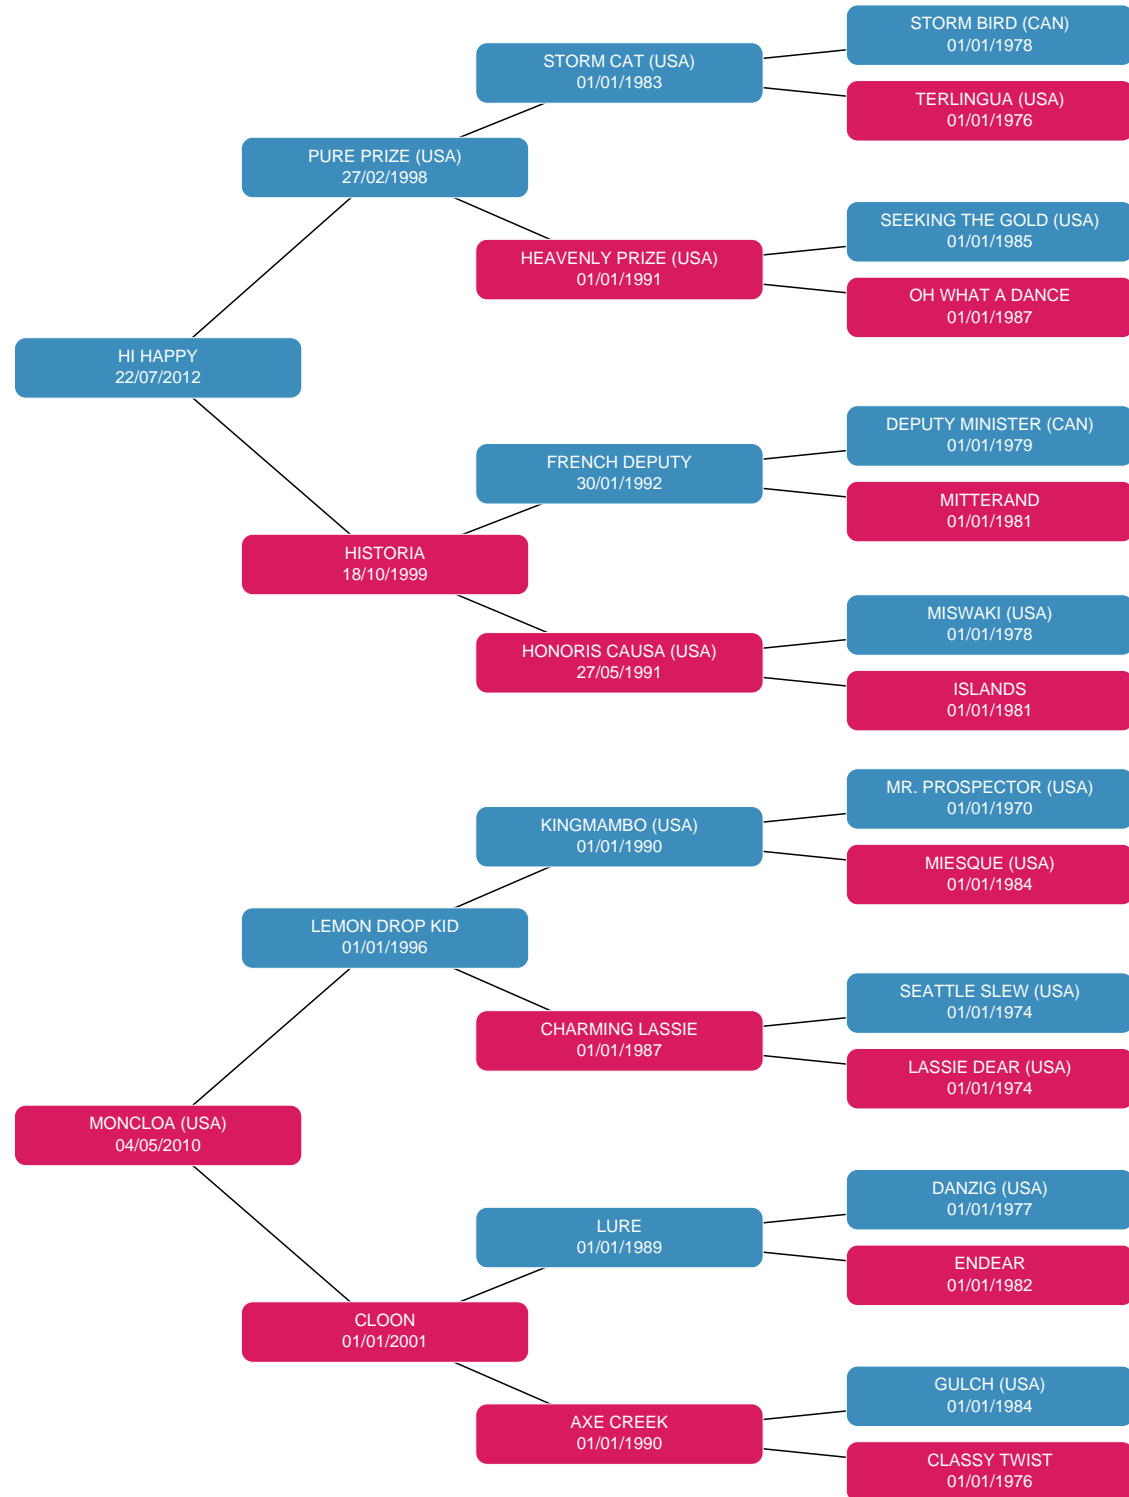 STORM BIRD (CAN)
01/01/1978
STORM CAT (USA)
01/01/1983
TERLINGUA (USA)
01/01/1976
PURE PRIZE (USA)
27/02/1998
SEEKING THE GOLD (USA)
01/01/1985
HEAVENLY PRIZE (USA)
01/01/1991
OH WHAT A DANCE
01/01/1987
HI HAPPY
22/07/2012
DEPUTY MINISTER (CAN)
01/01/1979
FRENCH DEPUTY
30/01/1992
MITTERAND
01/01/1981
HISTORIA
18/10/1999
MISWAKI (USA)
01/01/1978
HONORIS CAUSA (USA)
27/05/1991
ISLANDS
01/01/1981
MR. PROSPECTOR (USA)
01/01/1970
KINGMAMBO (USA)
01/01/1990
MIESQUE (USA)
01/01/1984
LEMON DROP KID
01/01/1996
SEATTLE SLEW (USA)
01/01/1974
CHARMING LASSIE
01/01/1987
LASSIE DEAR (USA)
01/01/1974
MONCLOA (USA)
04/05/2010
DANZIG (USA)
01/01/1977
LURE
01/01/1989
ENDEAR
01/01/1982
CLOON
01/01/2001
GULCH (USA)
01/01/1984
AXE CREEK
01/01/1990
CLASSY TWIST
01/01/1976